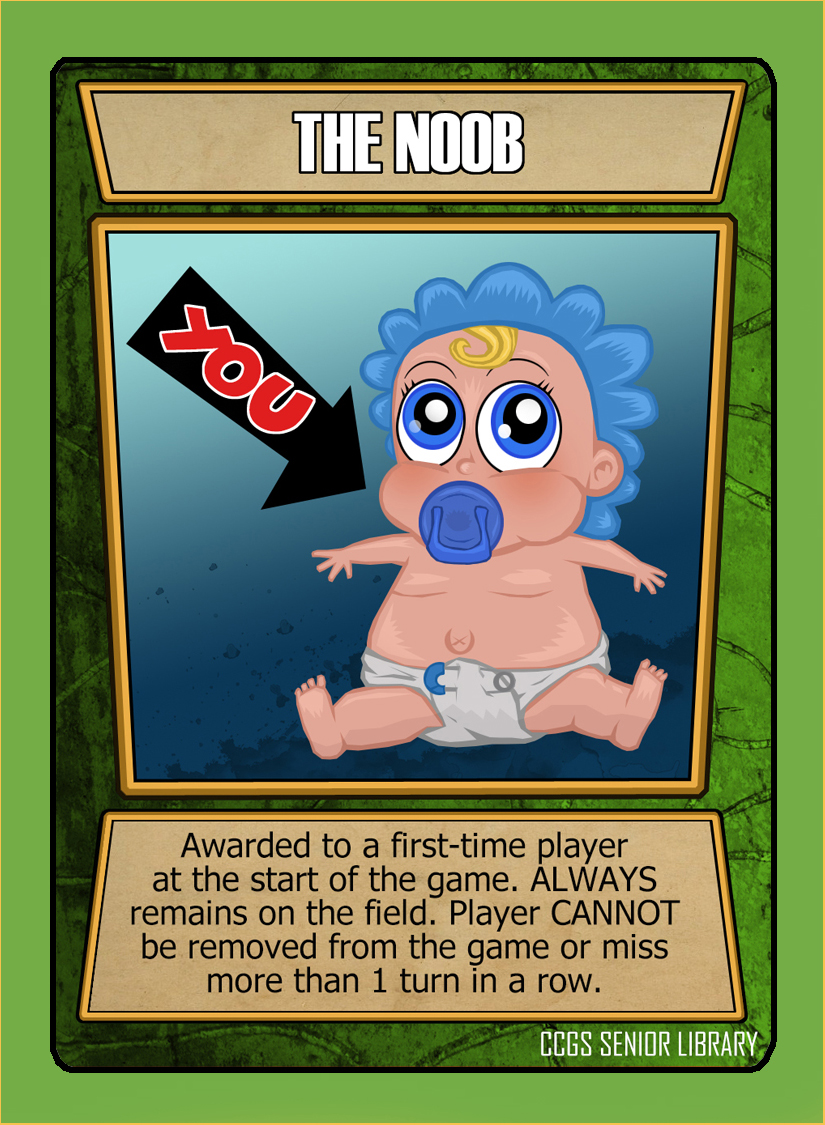 THE NOOB
YOU
Awarded to a first-time player
at the start of the game. ALWAYS
remains on the field. Player CANNOT
be removed from the game or miss
more than 1 turn in a row.
CCGS SENIOR LIBRARY